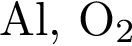 Al, O₂